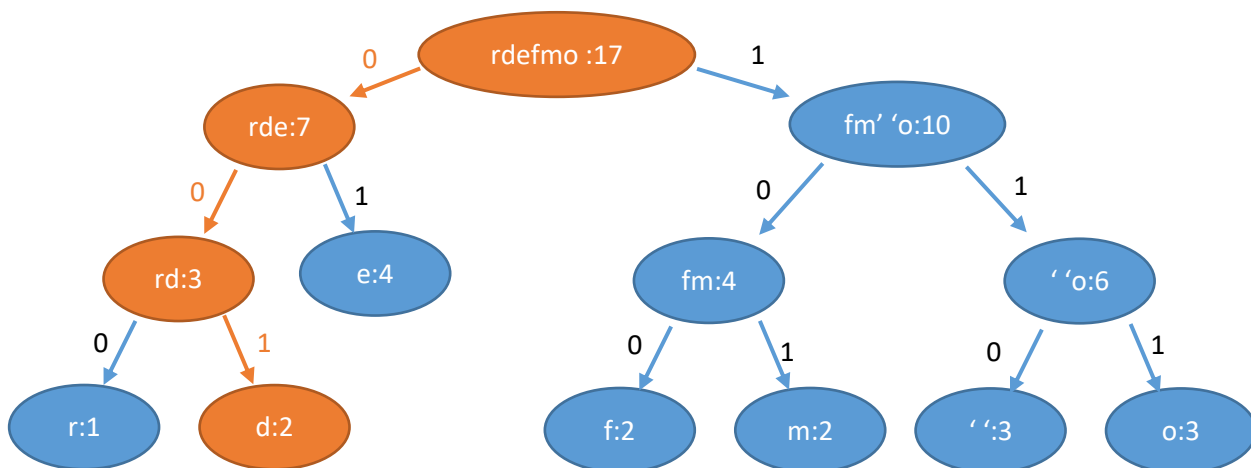 rdefmo :17
0
1
rde:7
fm’ ‘o:10
0
1
0
1
rd:3
e:4
fm:4
‘ ‘o:6
0
1
0
1
0
1
r:1
d:2
f:2
m:2
‘ ‘:3
o:3